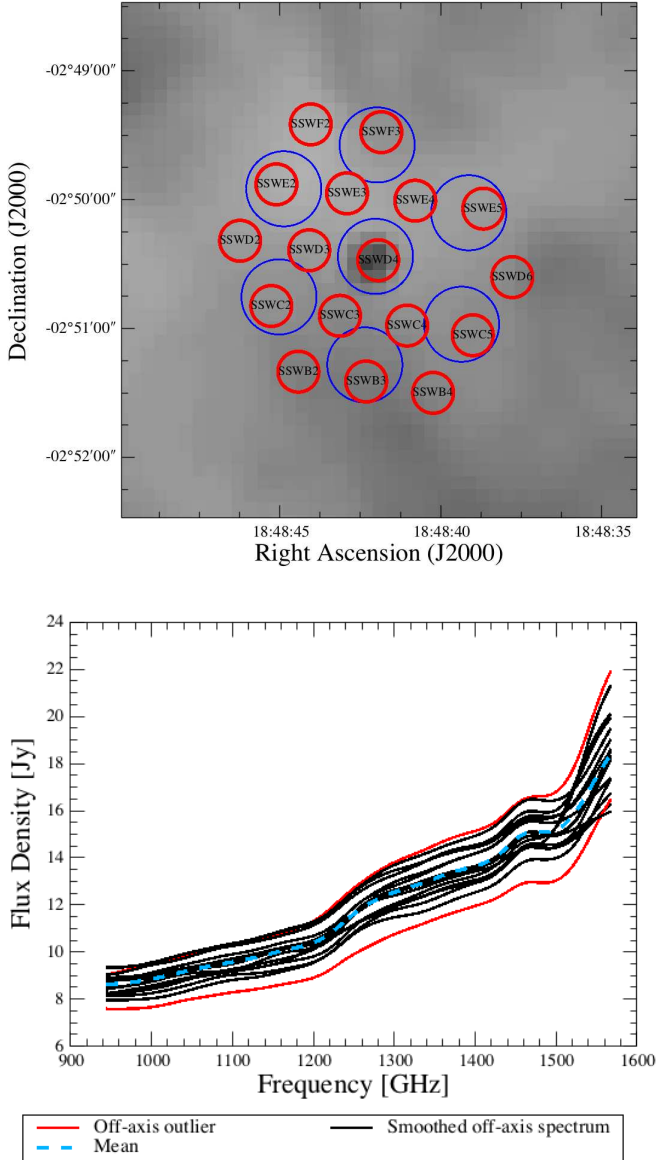 Declination (J2000)
-02°49′00″
-02°50′00″
-02°51′00″
-02°52′00″
SSWF2
SSWF3
SSWE2
SSWE3
SSWE4
SSWE5
SSWD2
SSWD3
SSWD4
SSWD6
SSWC2
SSWC3
SSWC4
SSWC5
SSWB2
SSWB3
SSWB4
18:48:45
18:48:40
18:48:35
Right Ascension (J2000)
Flux Density [Jy]
24
22
20
18
16
14
12
10
8
6
900
1000
1100
1200
1300
1400
1500
1600
Frequency [GHz]
Off-axis outlier
Smoothed off-axis spectrum
Mean